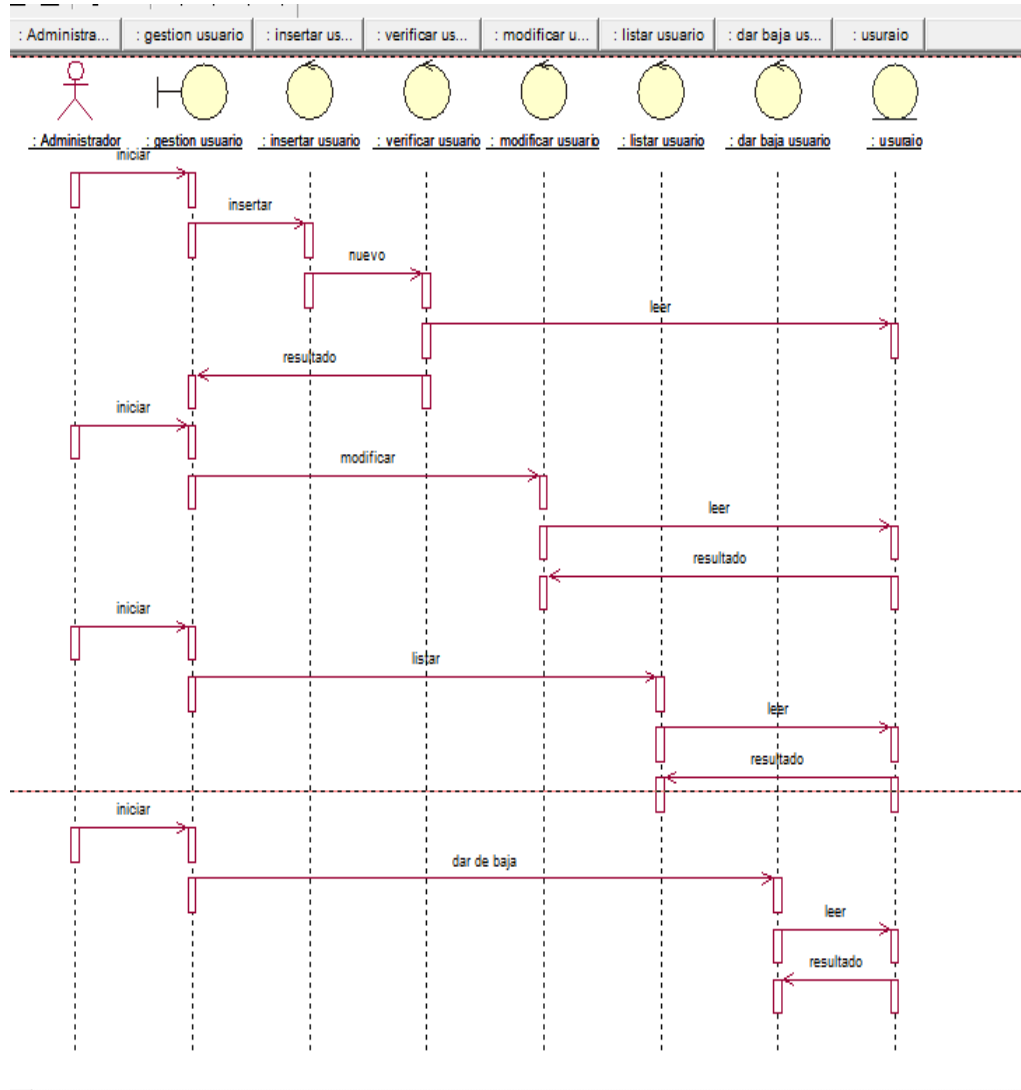 : Administra...
: gestion usuario
: insertar us...
: verificar us...
: modificar u...
: listar usuario
: dar baja us...
: usuraio
: Administrador
: gestion usuario
: insertar usuario
: verificar usuario
: modificar usuario
: listar usuario
: dar baja usuario
: usuraio
iniciar
insertar
nuevo
leer
resultado
iniciar
modificar
leer
resultado
iniciar
listar
leer
resultado
iniciar
dar de baja
leer
resultado